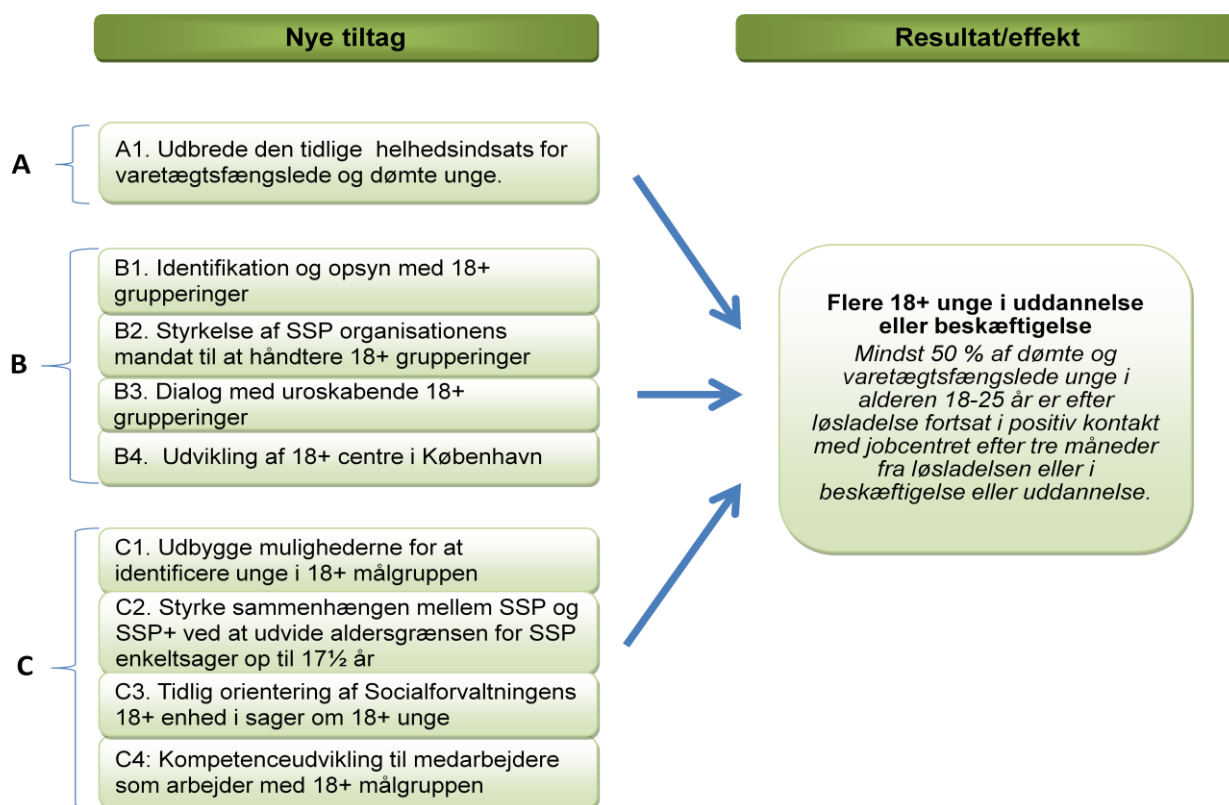 Nye tiltag
Resultat/effekt
A
A1. Udbrede den tidlige helhedsindsats for
varetægtsfængslede og dømte unge.
B
B1. Identifikation og opsyn med 18+
grupperinger
B2. Styrkelse af SSP organisationens
mandat til at håndtere 18+ grupperinger
B3. Dialog med uroskabende 18+
grupperinger
B4. Udvikling af 18+ centre i København
C
C1. Udbygge mulighederne for at
identificere unge i 18+ målgruppen
C2. Styrke sammenhængen mellem SSP og
SSP+ ved at udvide aldersgrænsen for SSP
enkeltsager op til 17½ år
C3. Tidlig orientering af Socialforvaltningens
18+ enhed i sager om 18+ unge
C4: Kompetenceudvikling til medarbejdere
som arbejder med 18+ målgruppen
Flere 18+ unge i uddannelse
eller beskæftigelse
Mindst 50 % af dømte og
varetægtsfængslede unge i
alderen 18-25 år er efter
løsladelse fortsat i positiv kontakt
med jobcentret efter tre måneder
fra løsladelsen eller i
beskæftigelse eller uddannelse.